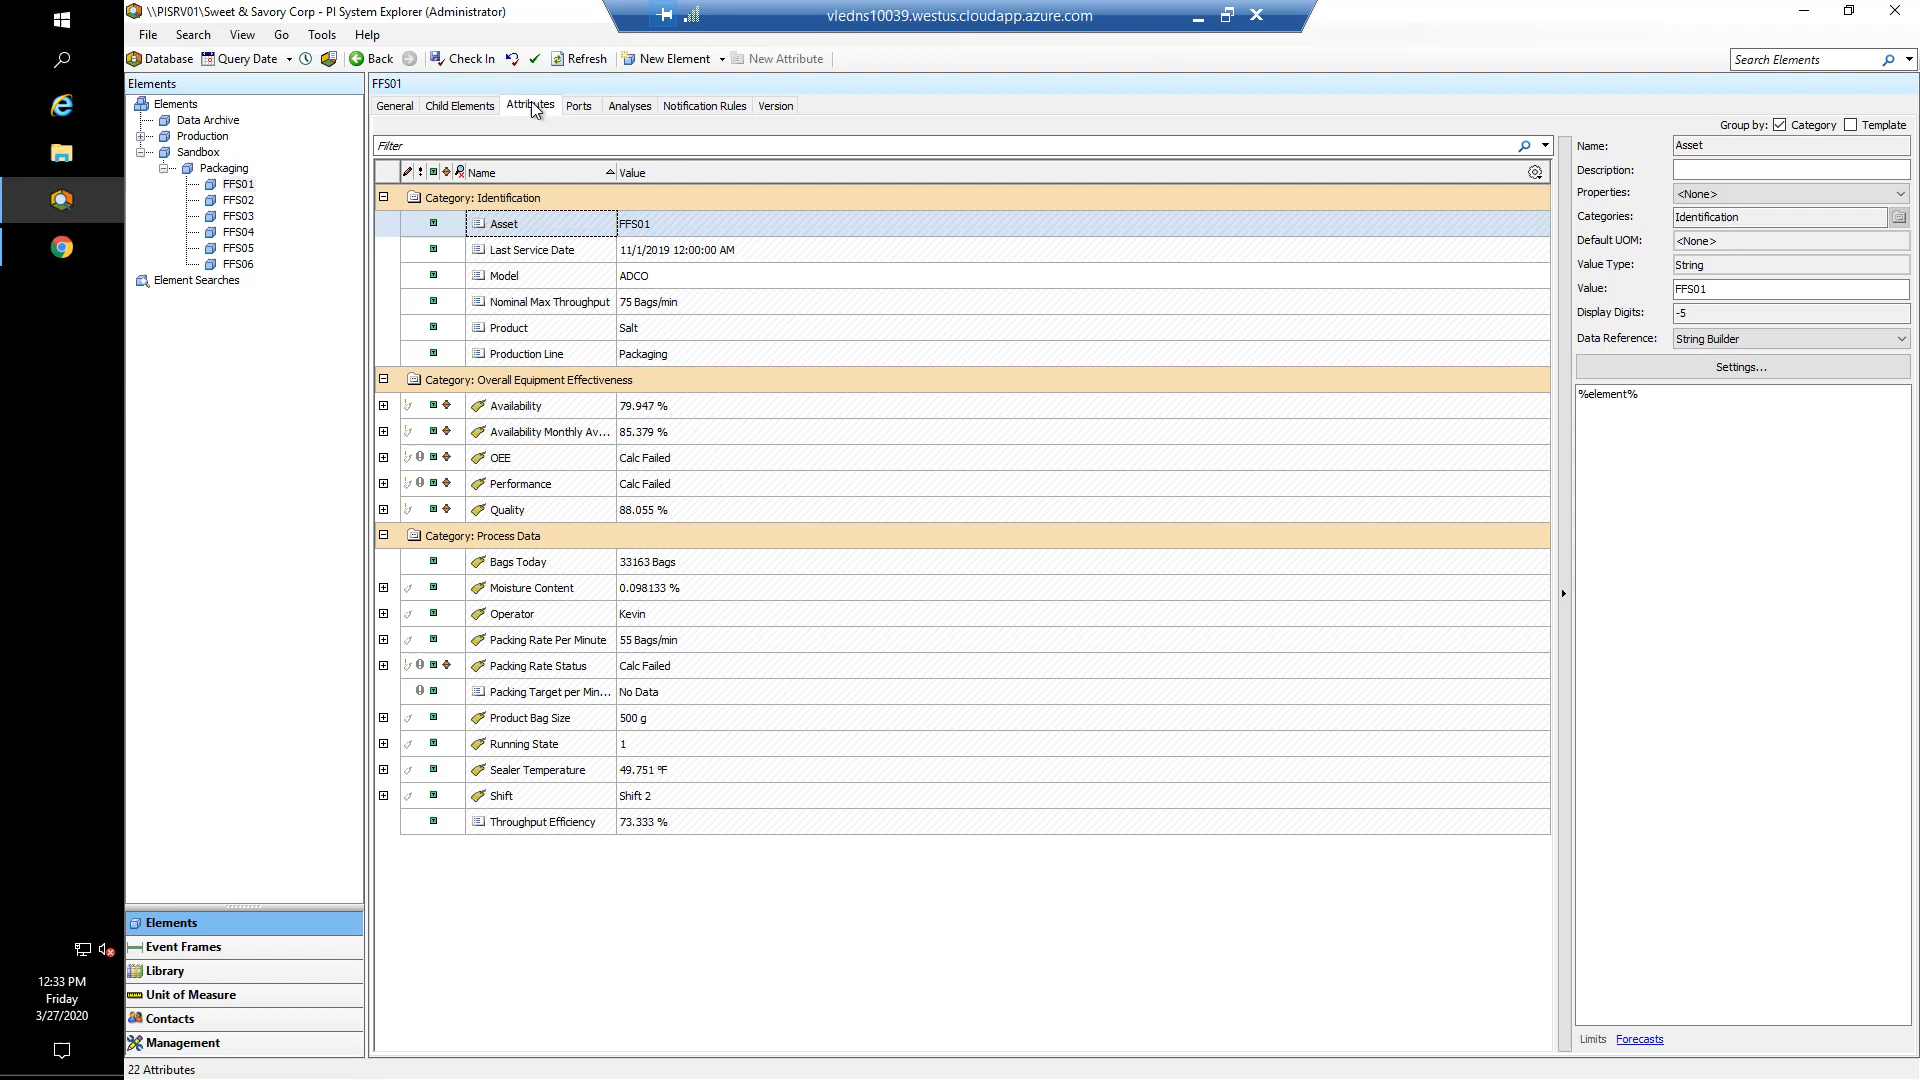 \\PISRV01\Sweet & Savory Corp - PI System Explorer (Administrator)
vledns10039.westus.cloudapp.azure.com
File Search View Go Tools Help
Database Query Date Back Check In Refresh New Element New Attribute
Search Elements
Elements
Elements
Data Archive
Production
Sandbox
Packaging
FFS01
FFS02
FFS03
FFS04
FFS05
FFS06
Element Searches
Elements
Event Frames
Library
Unit of Measure
Contacts
Management
22 Attributes
12:33 PM
Friday
3/27/2020
FFS01
General Child Elements Attributes Ports Analyses Notification Rules Version
Group by: Category Template
Filter
Name Value
Category: Identification
Asset FFS01
Last Service Date 11/1/2019 12:00:00 AM
Model ADCO
Nominal Max Throughput 75 Bags/min
Product Salt
Production Line Packaging
Category: Overall Equipment Effectiveness
Availability 79.947 %
Availability Monthly Av... 85.379 %
OEE Calc Failed
Performance Calc Failed
Quality 88.055 %
Category: Process Data
Bags Today 33163 Bags
Moisture Content 0.098133 %
Operator Kevin
Packing Rate Per Minute 55 Bags/min
Packing Rate Status Calc Failed
Packing Target per Min... No Data
Product Bag Size 500 g
Running State 1
Sealer Temperature 49.751 °F
Shift Shift 2
Throughput Efficiency 73.333 %
Name: Asset
Description:
Properties: <None>
Categories: Identification
Default UOM: <None>
Value Type: String
Value: FFS01
Display Digits: -5
Data Reference: String Builder
Settings...
%element%
Limits Forecasts